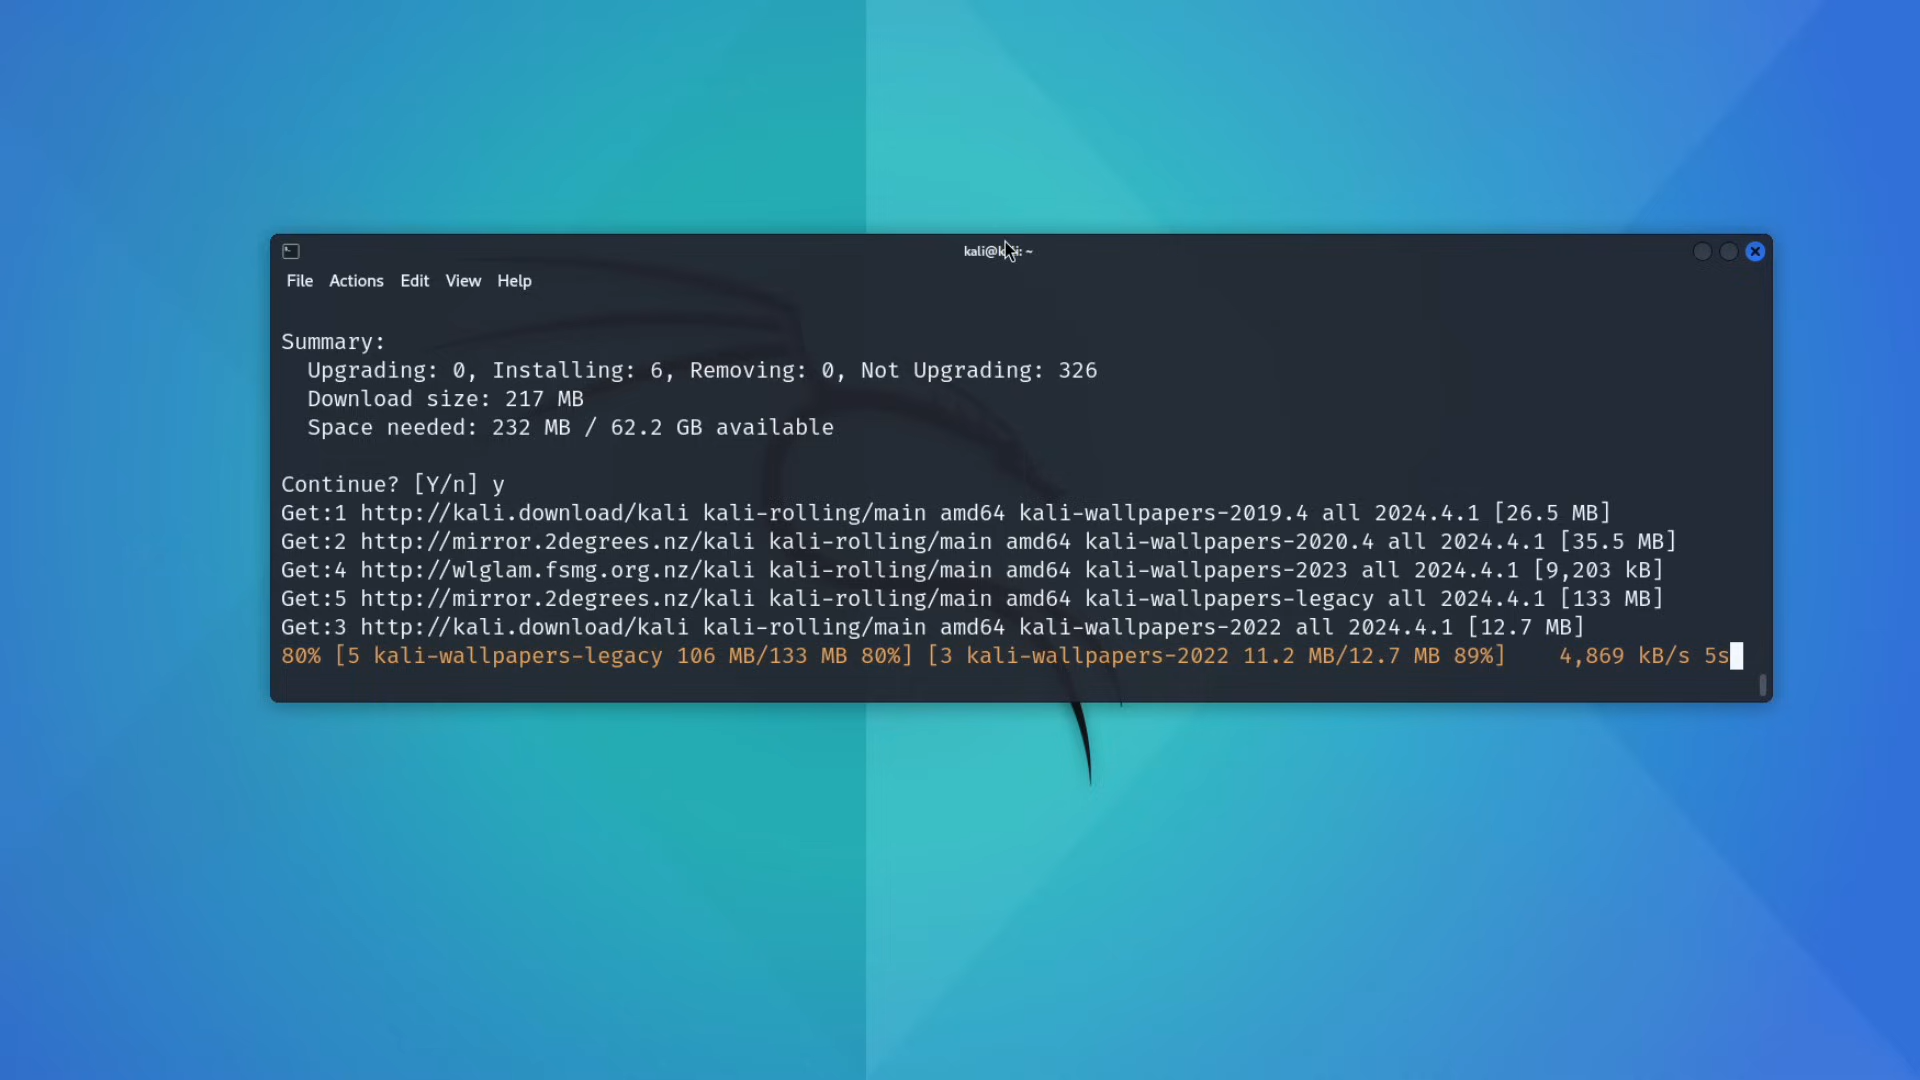 kali@kali: ~
File Actions Edit View Help
Summary:
Upgrading: 0, Installing: 6, Removing: 0, Not Upgrading: 326
Download size: 217 MB
Space needed: 232 MB / 62.2 GB available
Continue? [Y/n] y
Get:1 http://kali.download/kali kali-rolling/main amd64 kali-wallpapers-2019.4 all 2024.4.1 [26.5 MB]
Get:2 http://mirror.2degrees.nz/kali kali-rolling/main amd64 kali-wallpapers-2020.4 all 2024.4.1 [35.5 MB]
Get:4 http://wlglam.fsmg.org.nz/kali kali-rolling/main amd64 kali-wallpapers-2023 all 2024.4.1 [9,203 kB]
Get:5 http://mirror.2degrees.nz/kali kali-rolling/main amd64 kali-wallpapers-legacy all 2024.4.1 [133 MB]
Get:3 http://kali.download/kali kali-rolling/main amd64 kali-wallpapers-2022 all 2024.4.1 [12.7 MB]
80% [5 kali-wallpapers-legacy 106 MB/133 MB 80%] [3 kali-wallpapers-2022 11.2 MB/12.7 MB 89%] 4,869 kB/s 5s